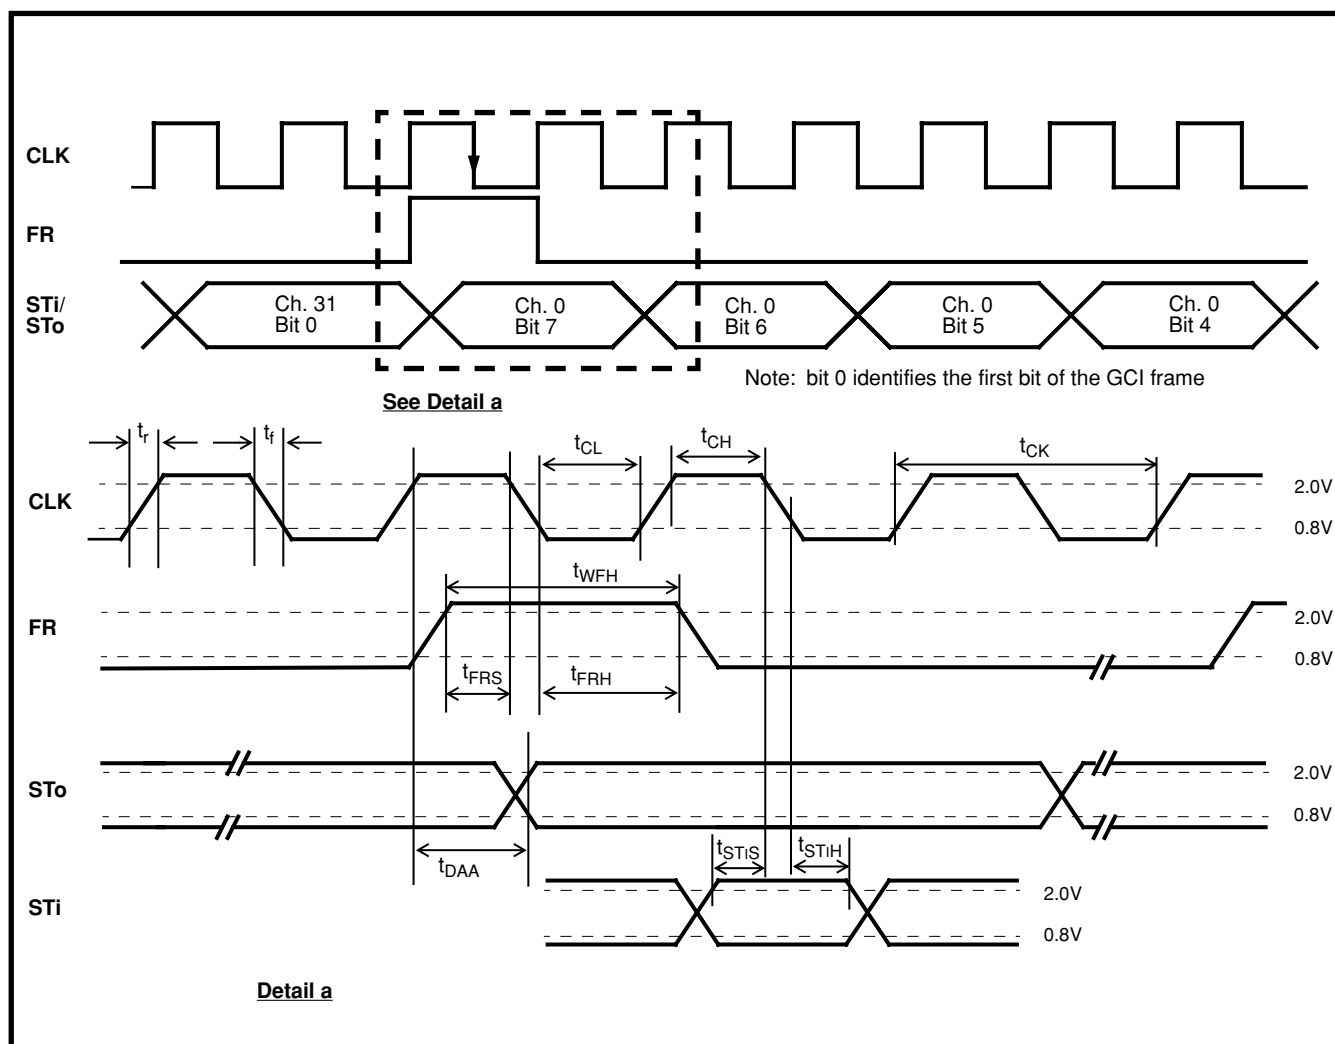 CLK
FR
STi/
STo
Ch. 31
Bit 0
Ch. 0
Bit 7
Ch. 0
Bit 6
Ch. 0
Bit 5
Ch. 0
Bit 4
Note: bit 0 identifies the first bit of the GCI frame
See Detail a
tr
tf
tCL
tCH
tCK
CLK
2.0V
0.8V
tWFH
FR
2.0V
0.8V
tFRS
tFRH
STo
2.0V
0.8V
tDAA
tSTiS
tSTiH
STi
2.0V
0.8V
Detail a